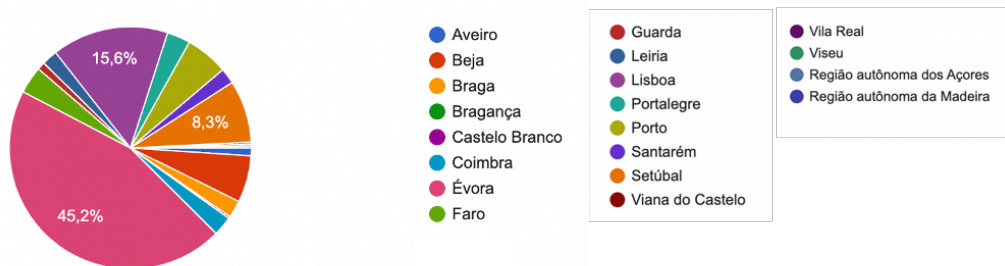 15,6%
8,3%
45,2%
Aveiro
Beja
Braga
Bragança
Castelo Branco
Coimbra
Évora
Faro
Guarda
Leiria
Lisboa
Portalegre
Porto
Santarém
Setúbal
Viana do Castelo
Vila Real
Viseu
Região autônoma dos Açores
Região autônoma da Madeira